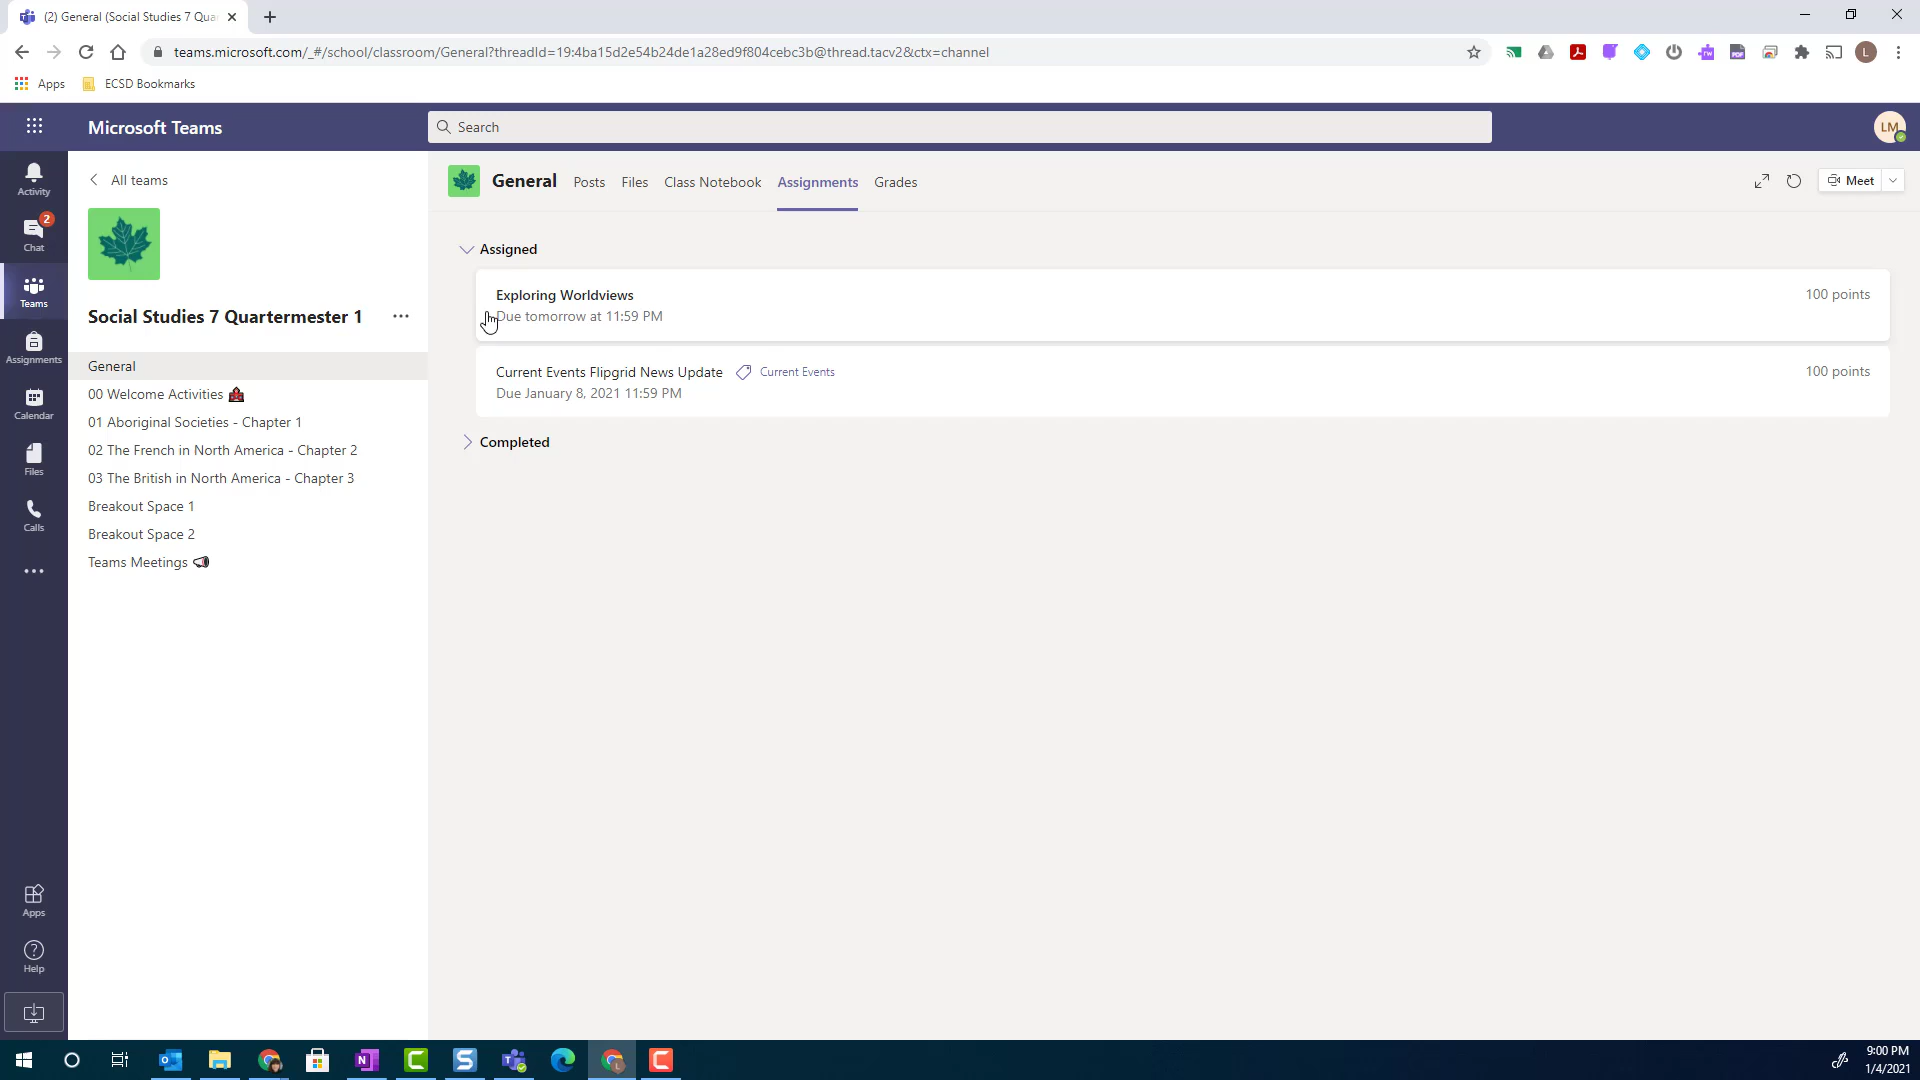 (2) General (Social Studies 7 Qua
teams.microsoft.com/_#/school/classroom/General?threadId=19:4ba15d2e54b24de1a28ed9f804cebc3b@thread.tacv2&ctx=channel
L
Apps
ECSD Bookmarks
Microsoft Teams
Search
LM
Activity
2
Chat
Teams
Assignments
Calendar
Files
Calls
Apps
Help
All teams
Social Studies 7 Quartermester 1
General
00 Welcome Activities
01 Aboriginal Societies - Chapter 1
02 The French in North America - Chapter 2
03 The British in North America - Chapter 3
Breakout Space 1
Breakout Space 2
Teams Meetings
General
Posts
Files
Class Notebook
Assignments
Grades
Meet
Assigned
Exploring Worldviews
100 points
Due tomorrow at 11:59 PM
Current Events Flipgrid News Update
Current Events
100 points
Due January 8, 2021 11:59 PM
Completed
9:00 PM
1/4/2021